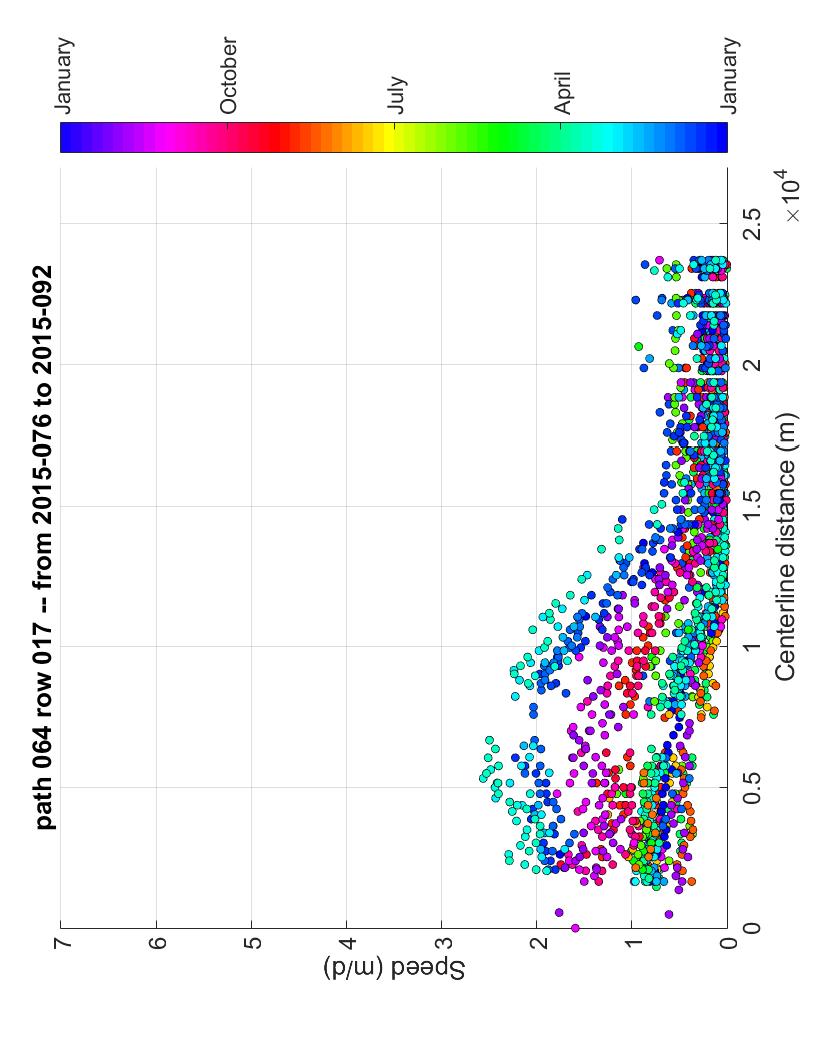 path 064 row 017 -- from 2015-076 to 2015-092
7
6
5
4
3
2
1
0
Speed (m/d)
0
0.5
1
1.5
2
2.5
×10^4
Centerline distance (m)
January
October
July
April
January